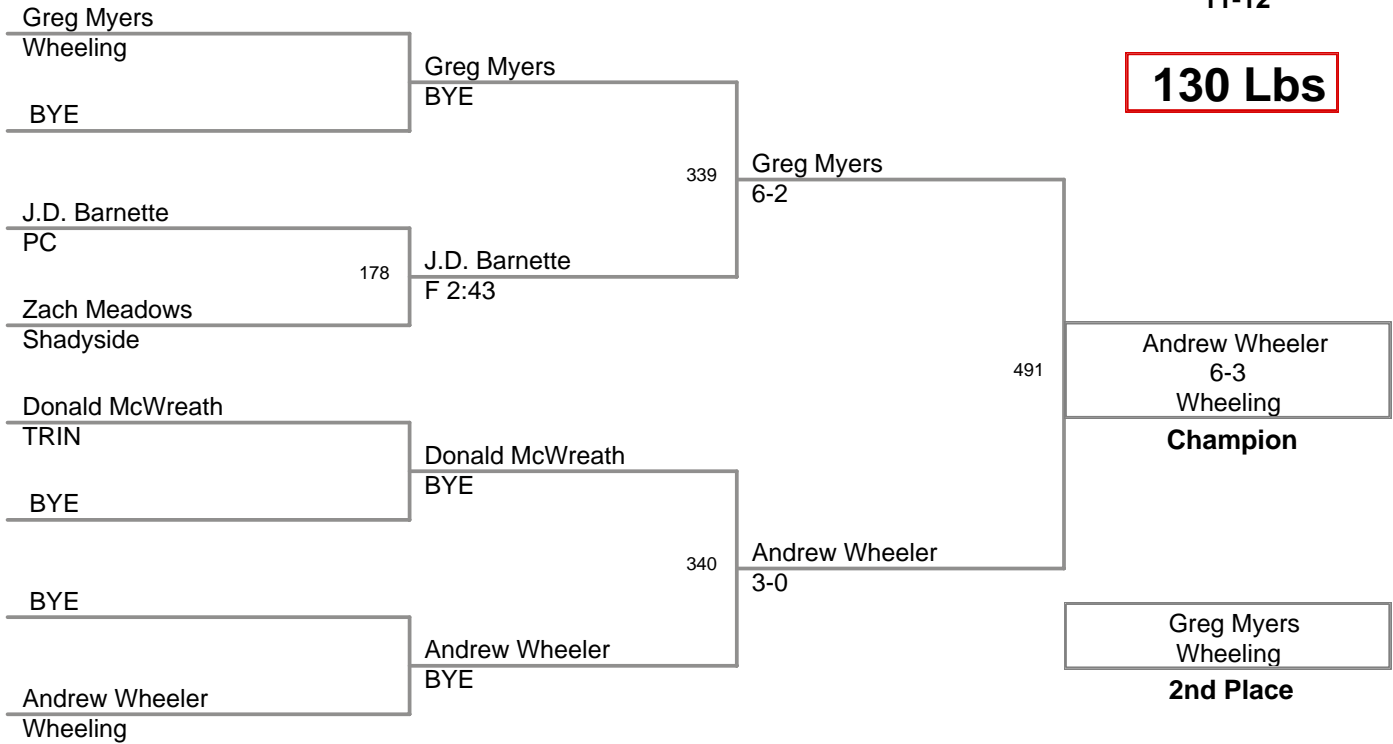 11-12
130 Lbs
Greg Myers
Wheeling
BYE
J.D. Barnette
PC
Zach Meadows
Shadyside
Donald McWreath
TRIN
BYE
BYE
Andrew Wheeler
Wheeling
Greg Myers
BYE
178
J.D. Barnette
F 2:43
Donald McWreath
BYE
Andrew Wheeler
BYE
339
Greg Myers
6-2
340
Andrew Wheeler
3-0
491
Andrew Wheeler
6-3
Wheeling
Champion
Greg Myers
Wheeling
2nd Place